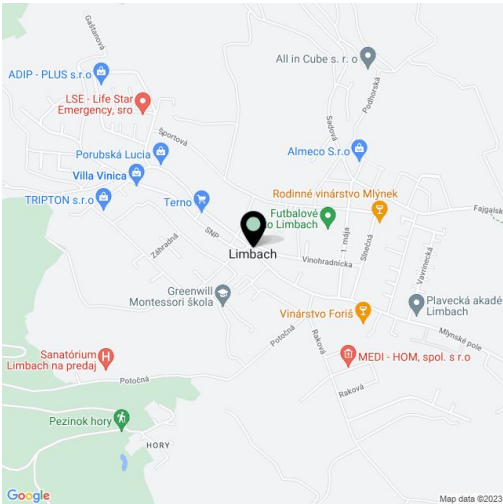 Gaštanová
All in Cube s. r. o
ADIP - PLUS s.r.o
Podhorská
LSE - Life Star
Emergency, sro
Sadová
Športová
Porubská Lucia
Almeco S.r.o
Villa Vinica
TRIPTON s.r.o
Terno
Rodinné vinárstvo Mlýnek
Futbalové
o Limbach
Fajgalsk
SNP
Záhradná
1. mája
Slnečná
Limbach
Vinohradnícka
Vavrinecká
Greenwill
Montessori škola
Plavecká akadé
Limbach
Vinárstvo Foriš
Mlynské pole
Potočná
Raková
Sanatórium
Limbach na predaj
MEDI - HOM, spol. s r.o
Potočná
Raková
Pezinok hory
HORY
Google
Map data ©2023